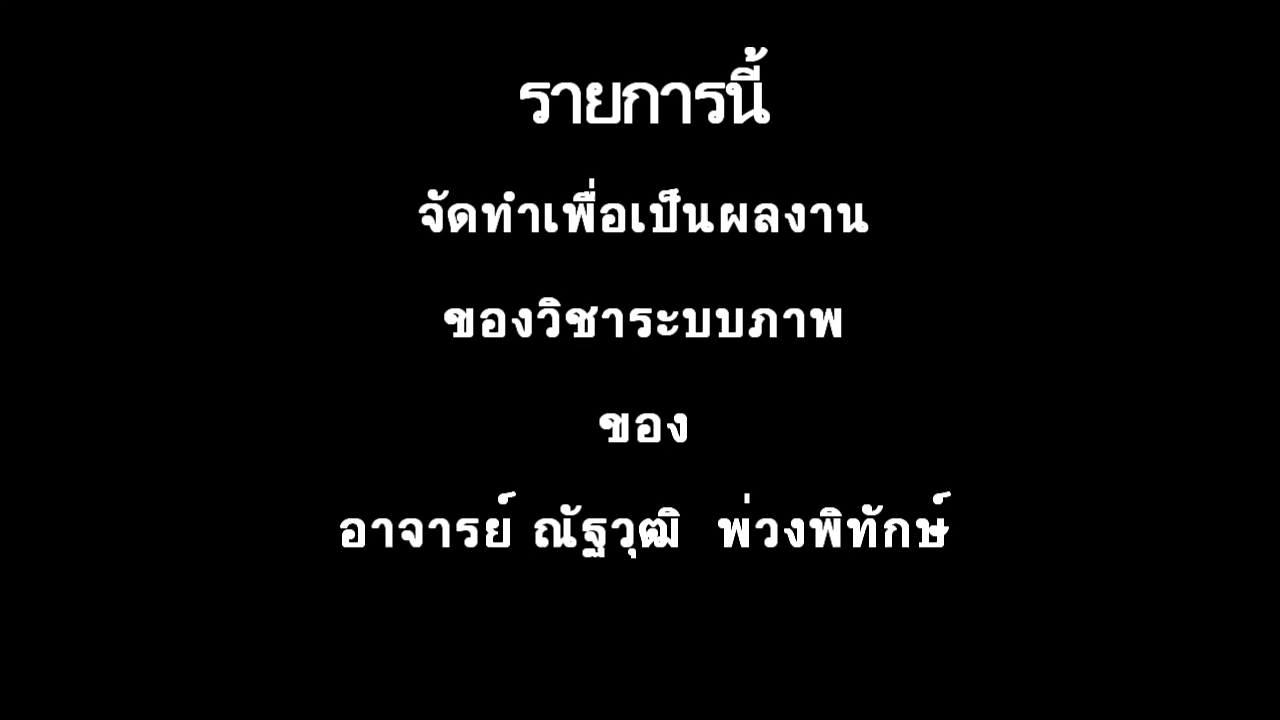 รายการนี้
จัดทำเพื่อเป็นผลงาน
ของวิชาระบบภาพ
ของ
อาจารย์ ณัฐวุฒิ พ่วงพิทักษ์